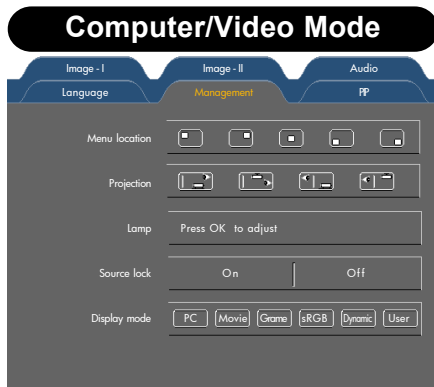 Computer/Video Mode
Image - I Image - II Audio
Language Management PIP
Menu location
Projection
Lamp Press OK to adjust
Source lock On Off
Display mode PC Movie Grame sRGB Dynamic User